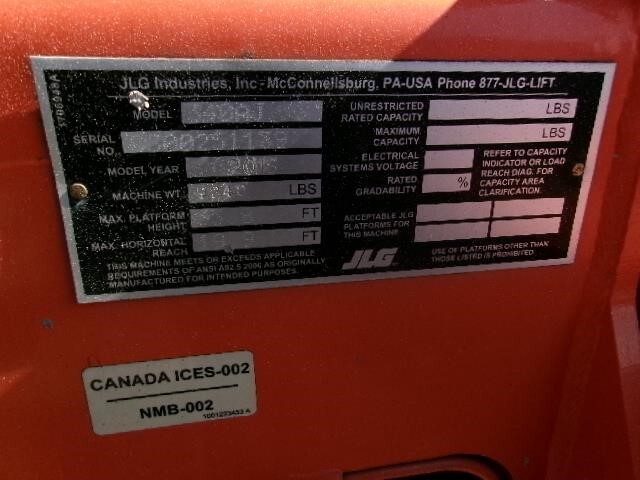 JLG Industries, Inc.-McConnellsburg, PA-USA Phone 877-JLG-LIFT
MODEL
SERIAL NO.
MODEL YEAR
MACHINE WT. LBS
MAX. PLATFORM HEIGHT FT
MAX. HORIZONTAL REACH FT
THIS MACHINE MEETS OR EXCEEDS APPLICABLE
REQUIREMENTS OF ANSI A92.5 2006 AS ORIGINALLY
MANUFACTURED FOR INTENDED PURPOSES.
UNRESTRICTED RATED CAPACITY LBS
MAXIMUM CAPACITY LBS
ELECTRICAL SYSTEMS VOLTAGE
RATED GRADABILITY %
REFER TO CAPACITY
INDICATOR OR LOAD
REACH DIAG. FOR
CAPACITY AREA
CLARIFICATION.
ACCEPTABLE JLG
PLATFORMS FOR
THIS MACHINE
JLG
USE OF PLATFORMS OTHER THAN
THOSE LISTED IS PROHIBITED
CANADA ICES-002
NMB-002